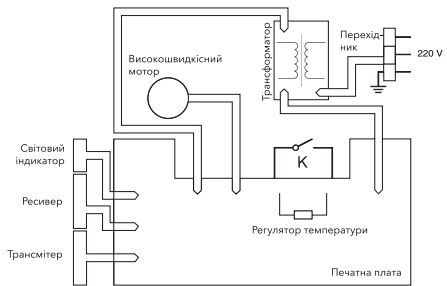 Трансформатор
Перехід-
ник
220 V
Високошвидкісний
мотор
Світовий
індикатор
K
Ресивер
Регулятор температури
Трансмітер
Печатна плата